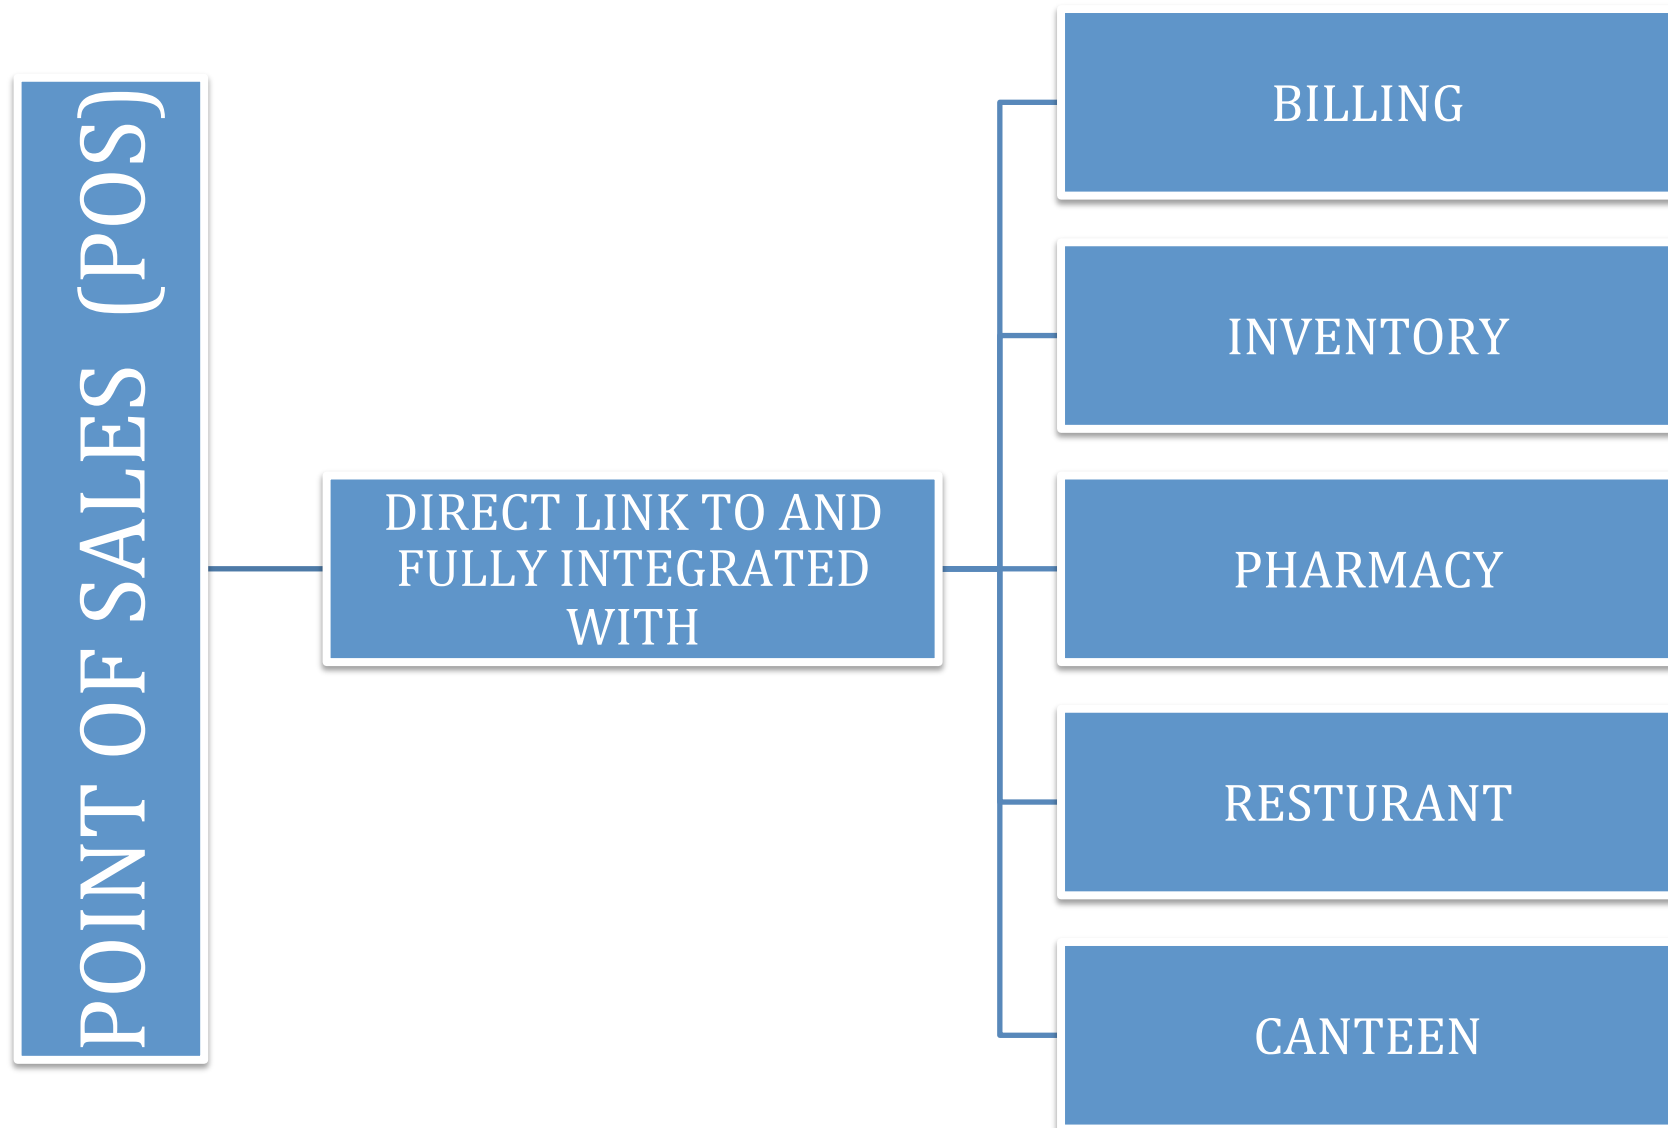 POINT OF SALES (POS)
DIRECT LINK TO AND
FULLY INTEGRATED
WITH
BILLING
INVENTORY
PHARMACY
RESTURANT
CANTEEN